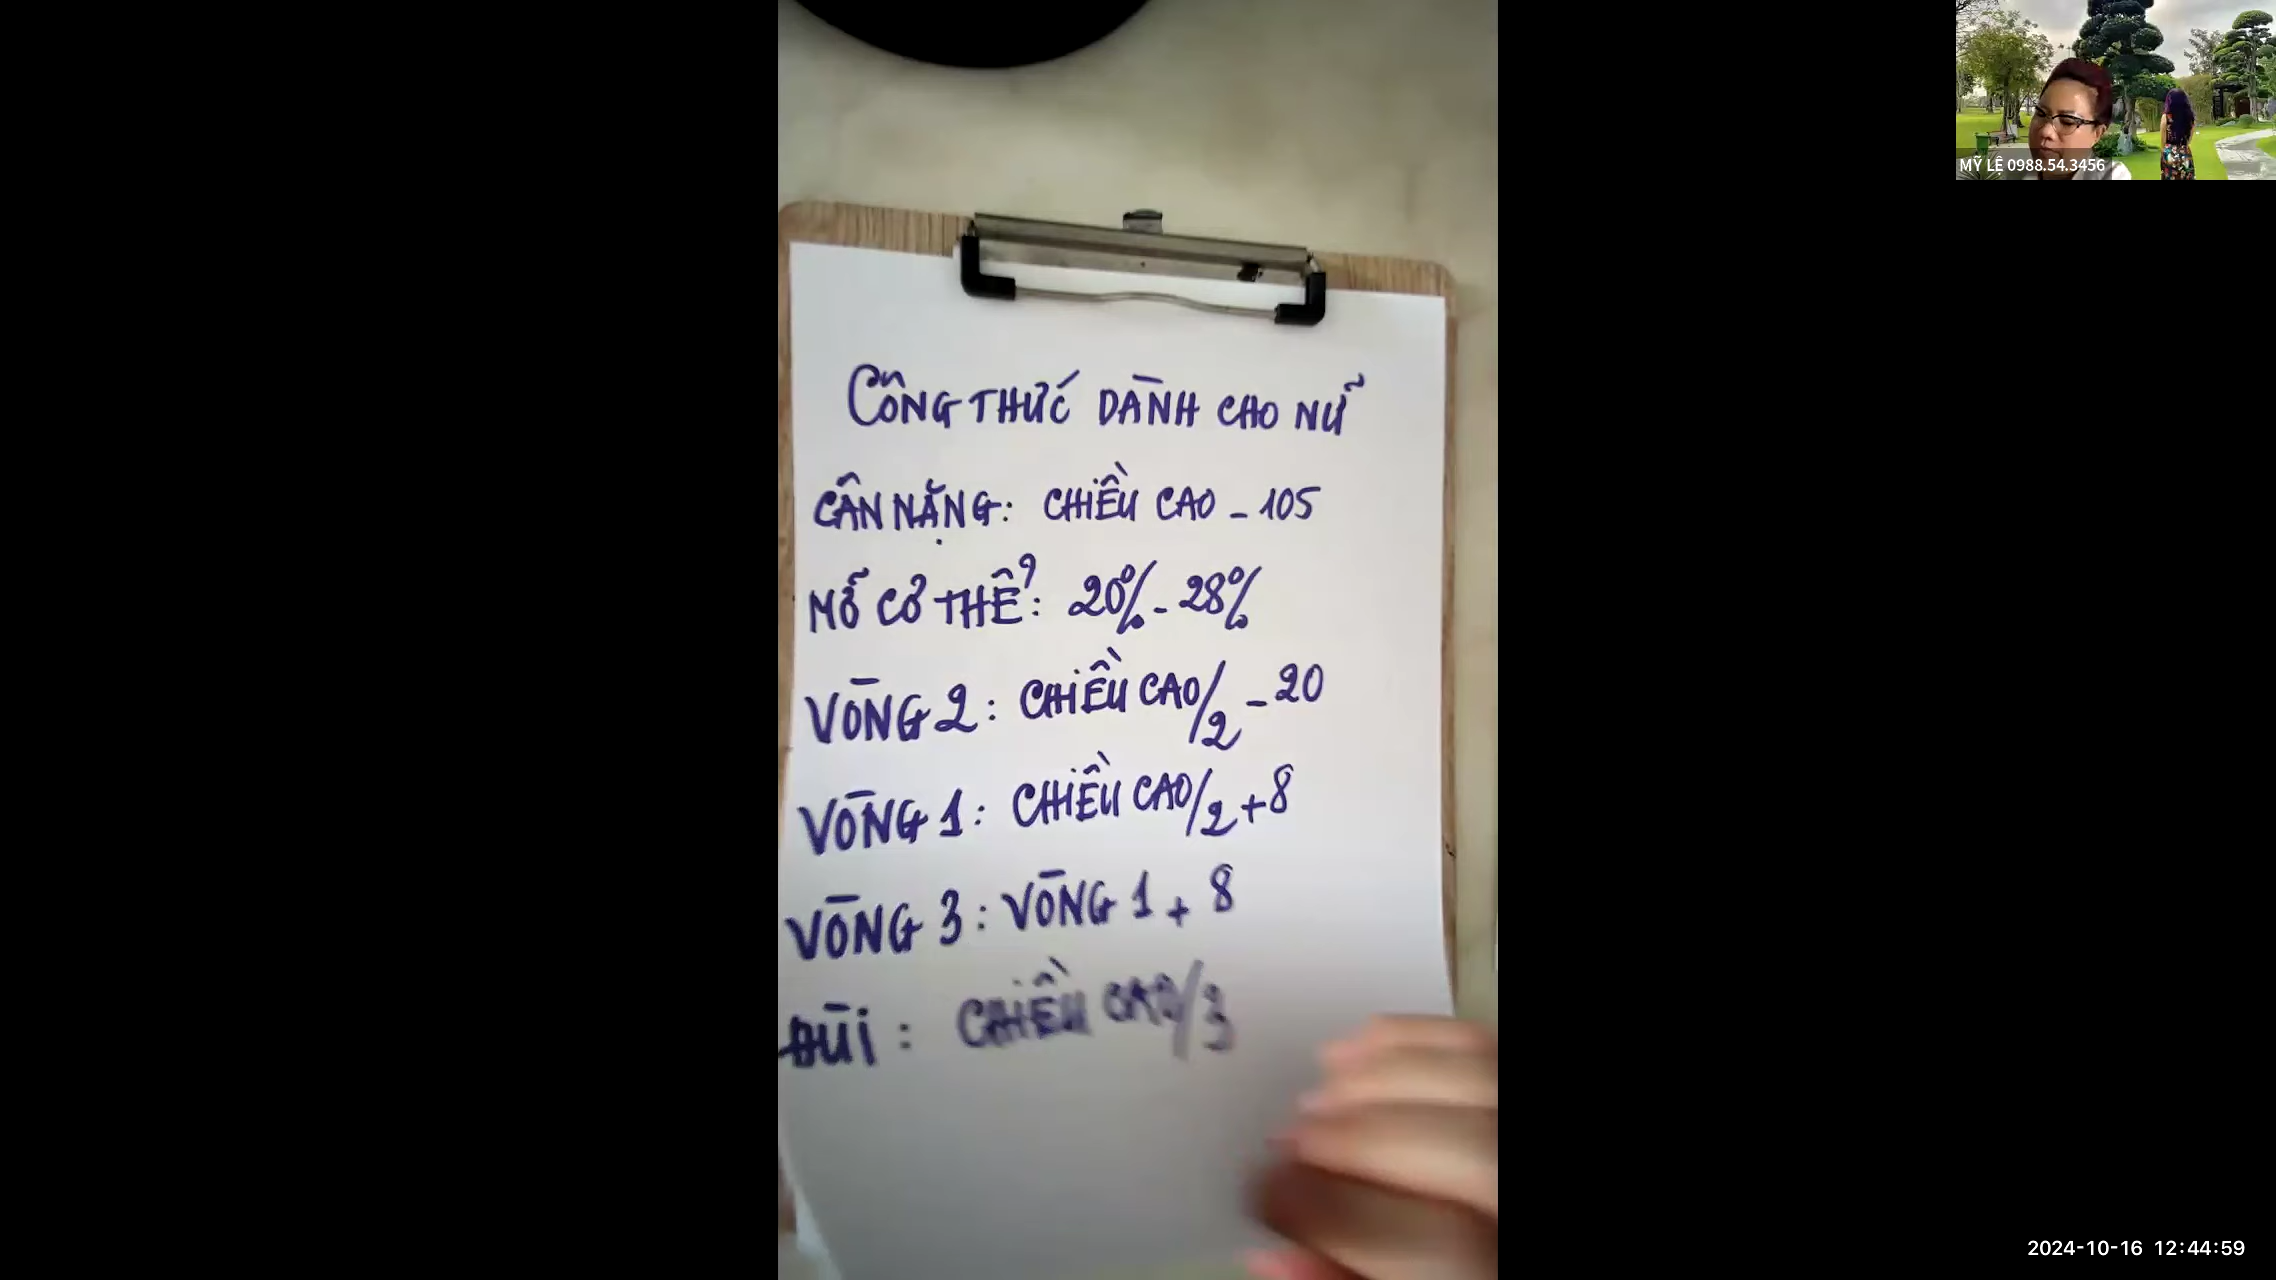 MỸ LÊ 0988.54.3456
CÔNG THỨC DÀNH CHO NỮ
CÂN NẶNG: CHIỀU CAO - 105
MỠ CƠ THỂ: 20% - 28%
VÒNG 2: CHIỀU CAO/2 - 20
VÒNG 1: CHIỀU CAO/2 + 8
VÒNG 3: VÒNG 1 + 8
ĐÙI: CHIỀU CAO/3
2024-10-16 12:44:59